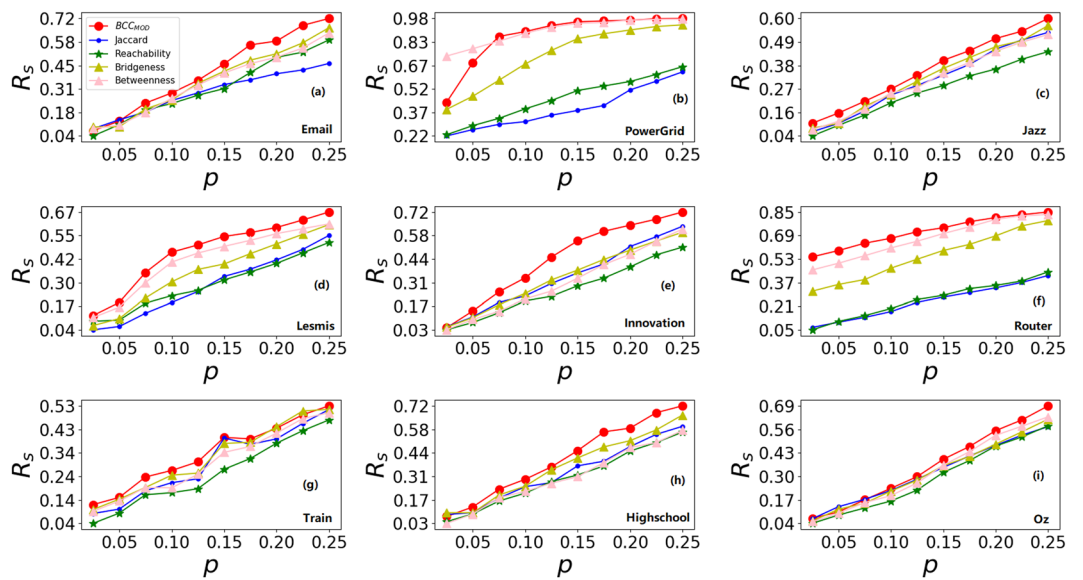 0.72
0.58
0.45
0.31
0.18
0.04
R_s
BCC_MOD
Jaccard
Reachability
Bridgeness
Betweenness
(a)
Email
0.05 0.10 0.15 0.20 0.25
p
0.98
0.83
0.67
0.52
0.37
0.22
R_s
(b)
PowerGrid
0.05 0.10 0.15 0.20 0.25
p
0.60
0.49
0.38
0.27
0.16
0.04
R_s
(c)
Jazz
0.05 0.10 0.15 0.20 0.25
p
0.67
0.55
0.42
0.30
0.17
0.04
R_s
(d)
Lesmis
0.05 0.10 0.15 0.20 0.25
p
0.72
0.58
0.45
0.31
0.17
0.03
R_s
(e)
Innovation
0.05 0.10 0.15 0.20 0.25
p
0.85
0.69
0.53
0.37
0.21
0.05
R_s
(f)
Router
0.05 0.10 0.15 0.20 0.25
p
0.53
0.43
0.34
0.24
0.14
0.04
R_s
(g)
Train
0.05 0.10 0.15 0.20 0.25
p
0.72
0.58
0.45
0.31
0.17
0.03
R_s
(h)
Highschool
0.05 0.10 0.15 0.20 0.25
p
0.69
0.56
0.43
0.30
0.17
0.04
R_s
(i)
Oz
0.05 0.10 0.15 0.20 0.25
p